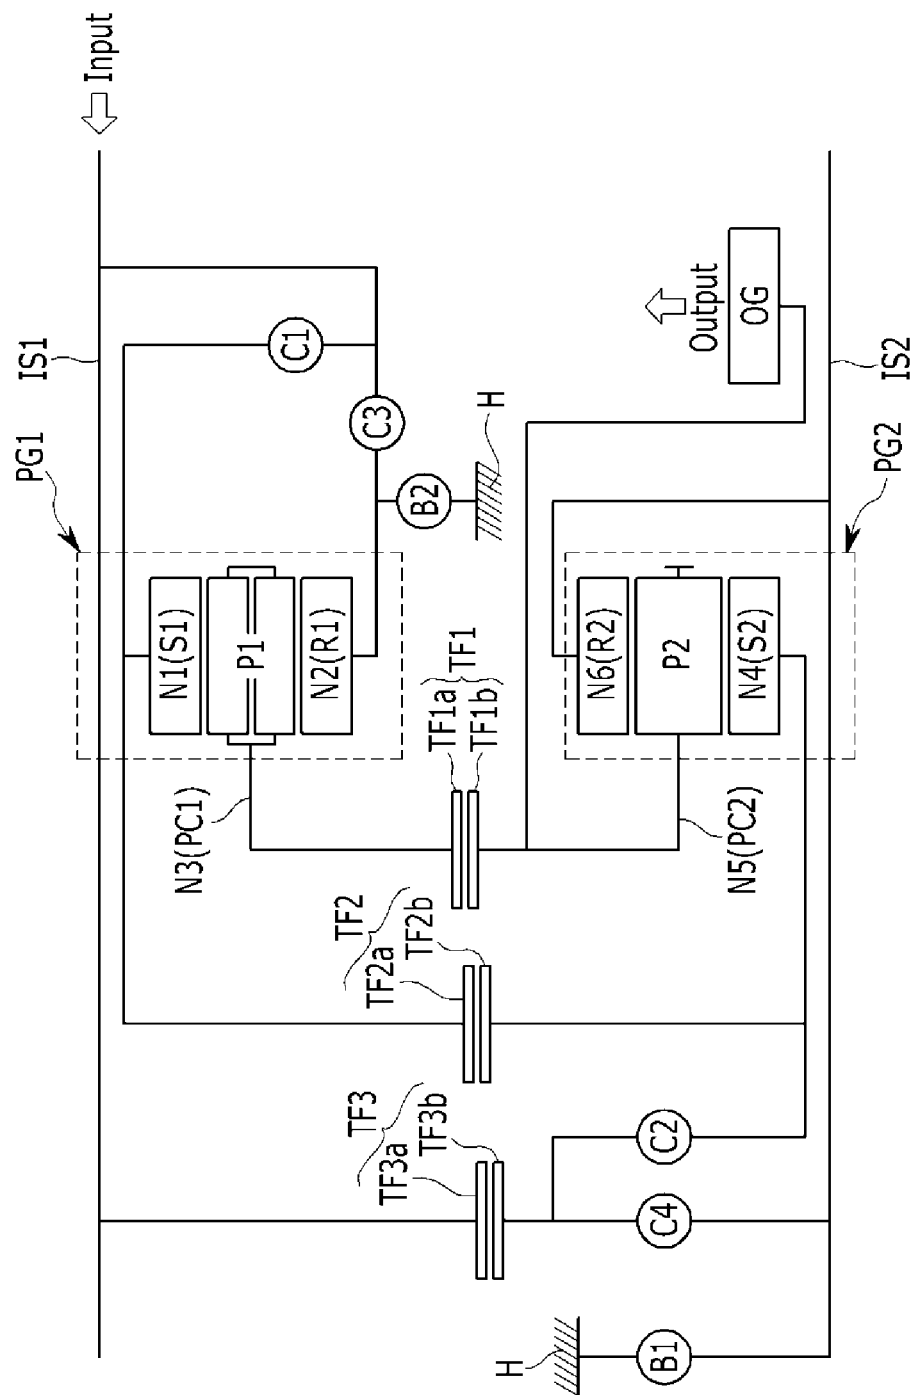 Input
IS1
PG1
C1
C3
B2
H
N1(S1)
P1
N2(R1)
N3(PC1)
TF1
TF1a
TF1b
TF2
TF2a
TF2b
TF3
TF3a
TF3b
Output
OG
IS2
PG2
N6(R2)
P2
N4(S2)
N5(PC2)
C2
C4
H
B1